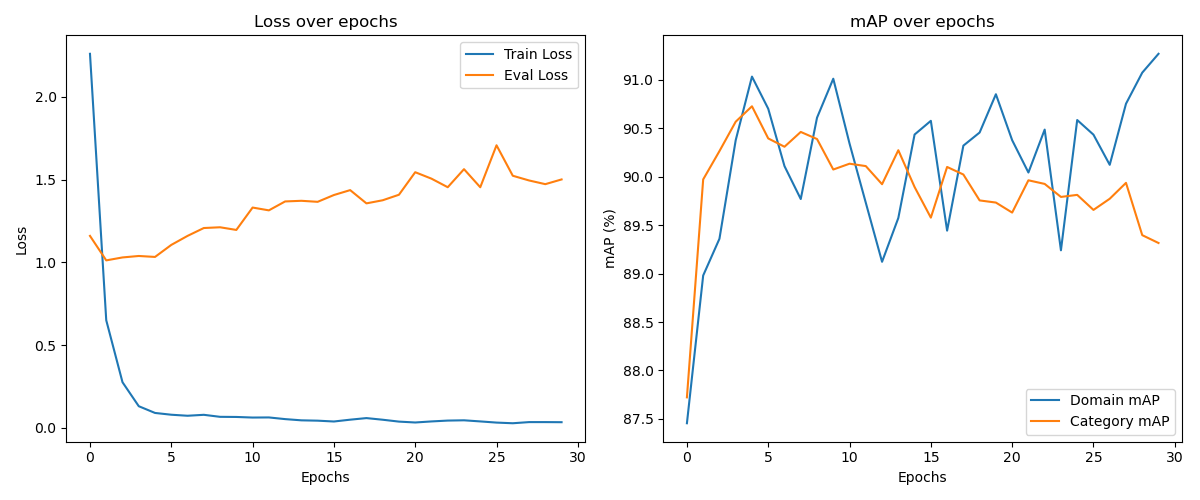 Loss over epochs
Train Loss
Eval Loss
2.0
1.5
1.0
0.5
0.0
Loss
0 5 10 15 20 25 30
Epochs
mAP over epochs
91.0
90.5
90.0
89.5
89.0
88.5
88.0
87.5
mAP (%)
Domain mAP
Category mAP
0 5 10 15 20 25 30
Epochs